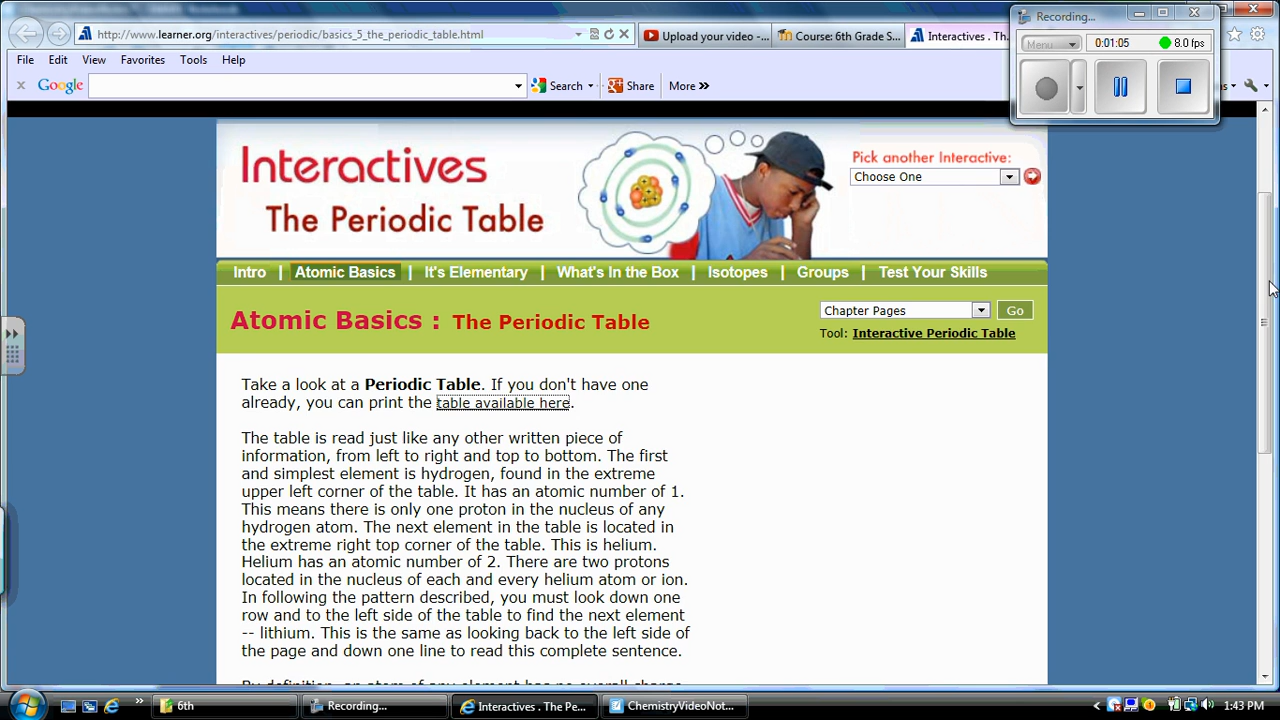 Recording...
http://www.learner.org/interactives/periodic/basics_5_the_periodic_table.html
Upload your video -...
Course: 6th Grade S...
Interactives . Th...
Menu
0:01:05
8.0 fps
File Edit View Favorites Tools Help
Google
Search
Share
More »
Interactives
The Periodic Table
Pick another Interactive:
Choose One
Intro | Atomic Basics | It's Elementary | What's In the Box | Isotopes | Groups | Test Your Skills
Atomic Basics : The Periodic Table
Chapter Pages
Go
Tool: Interactive Periodic Table
Take a look at a Periodic Table. If you don't have one
already, you can print the table available here.
The table is read just like any other written piece of
information, from left to right and top to bottom. The first
and simplest element is hydrogen, found in the extreme
upper left corner of the table. It has an atomic number of 1.
This means there is only one proton in the nucleus of any
hydrogen atom. The next element in the table is located in
the extreme right top corner of the table. This is helium.
Helium has an atomic number of 2. There are two protons
located in the nucleus of each and every helium atom or ion.
In following the pattern described, you must look down one
row and to the left side of the table to find the next element
-- lithium. This is the same as looking back to the left side of
the page and down one line to read this complete sentence.
By definition, an atom of any element has no overall charge
6th
Recording...
Interactives . The Pe...
ChemistryVideoNot...
1:43 PM